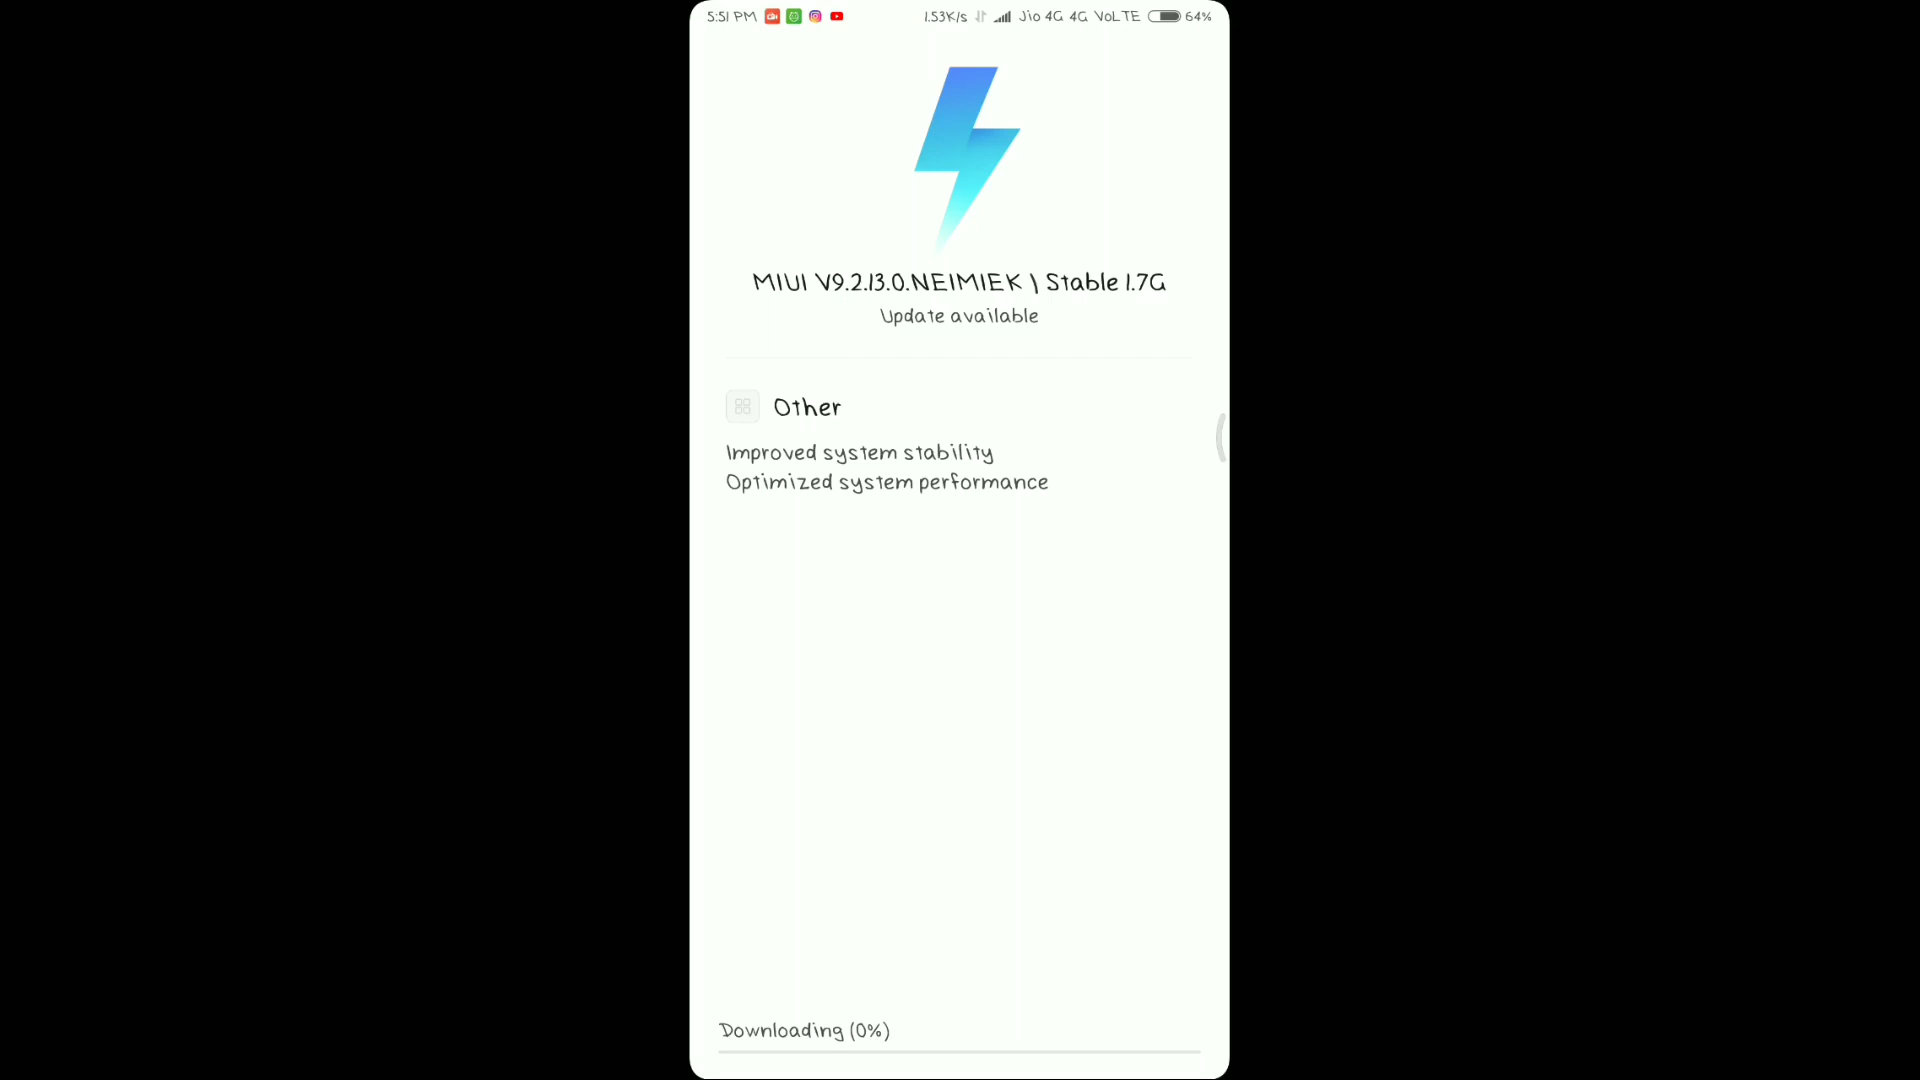 5:51 PM 1.53K/s Jio 4G 4G VoLTE 64%
MIUI V9.2.13.0.NEIMIEK | Stable 1.7G
Update available
Other
Improved system stability
Optimized system performance
Downloading (0%)